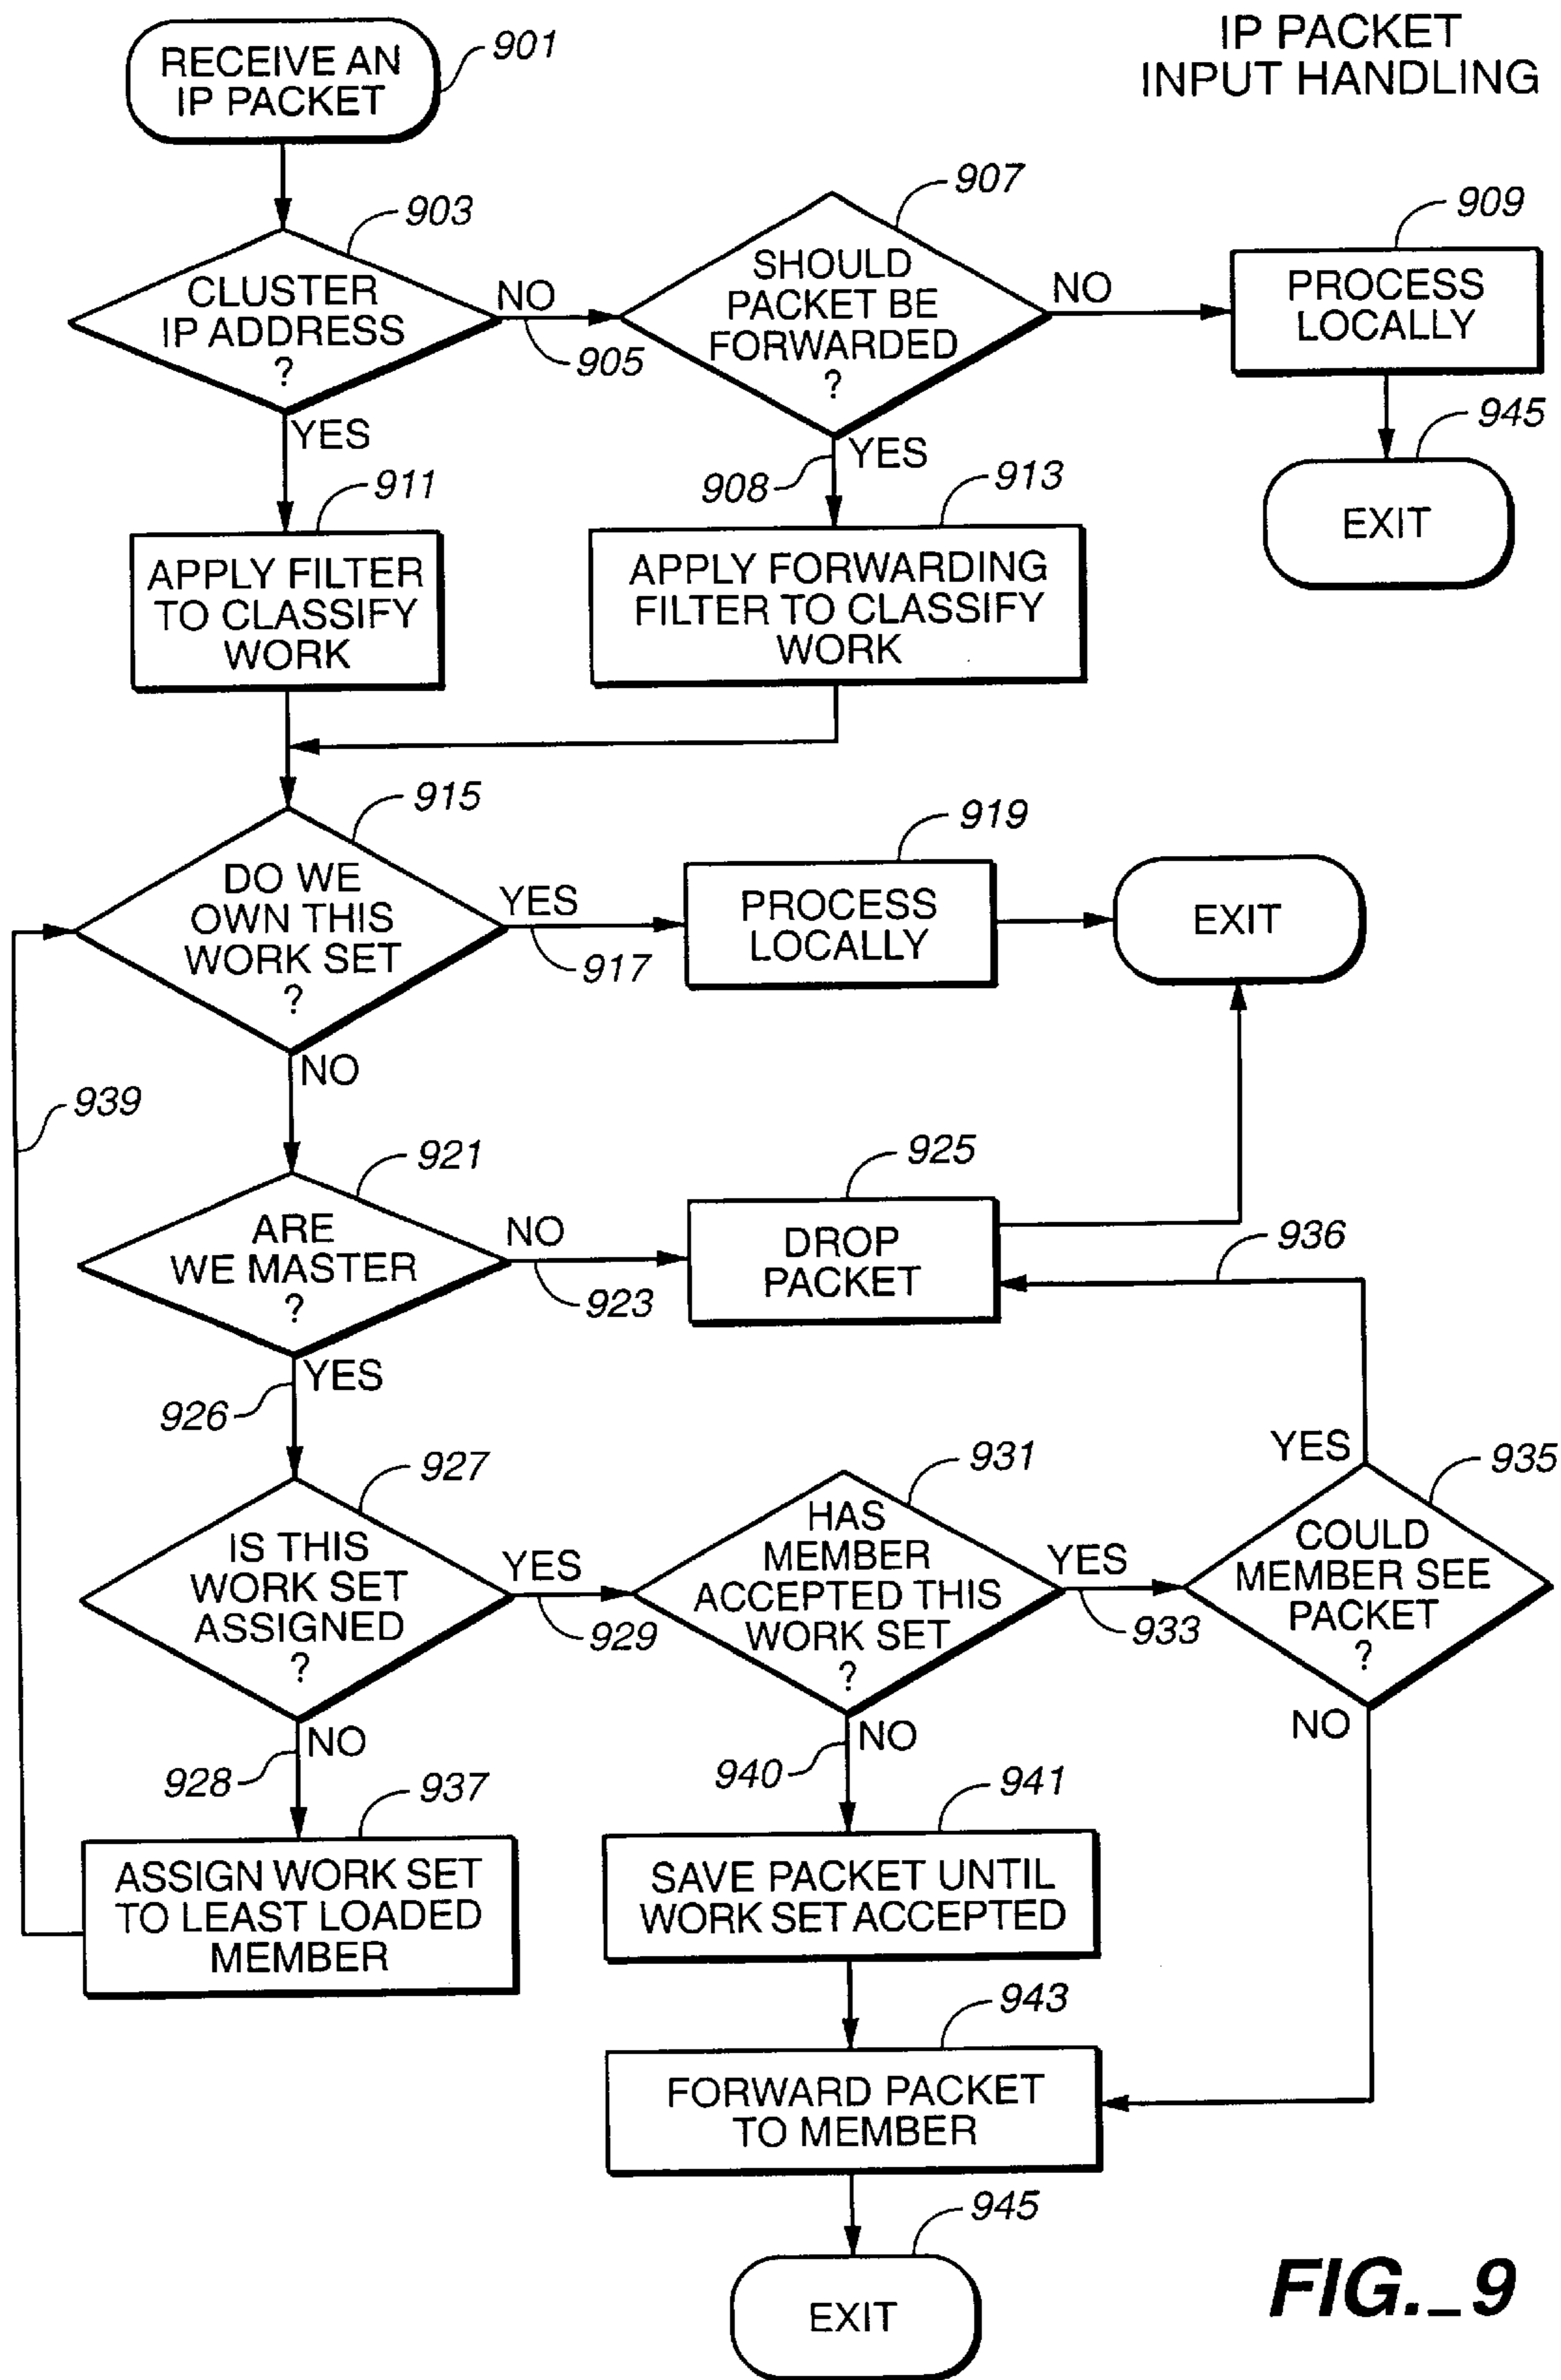 IP PACKET
INPUT HANDLING
RECEIVE AN
IP PACKET
901
903
CLUSTER
IP ADDRESS
?
NO
905
YES
907
SHOULD
PACKET BE
FORWARDED
?
NO
909
PROCESS
LOCALLY
945
EXIT
908
YES
911
APPLY FILTER
TO CLASSIFY
WORK
913
APPLY FORWARDING
FILTER TO CLASSIFY
WORK
915
DO WE
OWN THIS
WORK SET
?
YES
917
919
PROCESS
LOCALLY
EXIT
NO
939
921
ARE
WE MASTER
?
NO
923
925
DROP
PACKET
936
YES
926
927
IS THIS
WORK SET
ASSIGNED
?
YES
929
931
HAS
MEMBER
ACCEPTED THIS
WORK SET
?
YES
933
YES
935
COULD
MEMBER SEE
PACKET
?
NO
NO
928
937
ASSIGN WORK SET
TO LEAST LOADED
MEMBER
NO
940
941
SAVE PACKET UNTIL
WORK SET ACCEPTED
943
FORWARD PACKET
TO MEMBER
945
EXIT
FIG._9